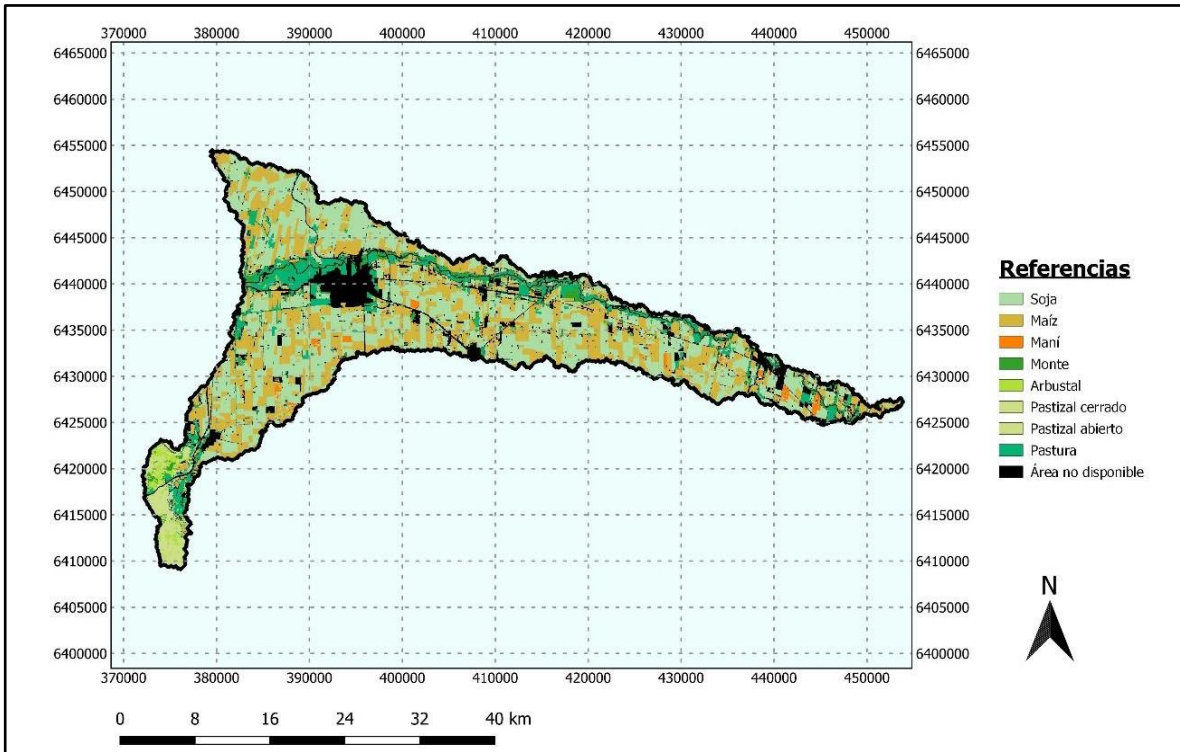 370000 380000 390000 400000 410000 420000 430000 440000 450000
6465000 6465000
6460000 6460000
6455000 6455000
6450000 6450000
6445000 6445000
6440000 6440000
6435000 6435000
6430000 6430000
6425000 6425000
6420000 6420000
6415000 6415000
6410000 6410000
6405000 6405000
6400000 6400000
370000 380000 390000 400000 410000 420000 430000 440000 450000
Referencias
Soja
Maíz
Maní
Monte
Arbustal
Pastizal cerrado
Pastizal abierto
Pastura
Área no disponible
N
0 8 16 24 32 40 km